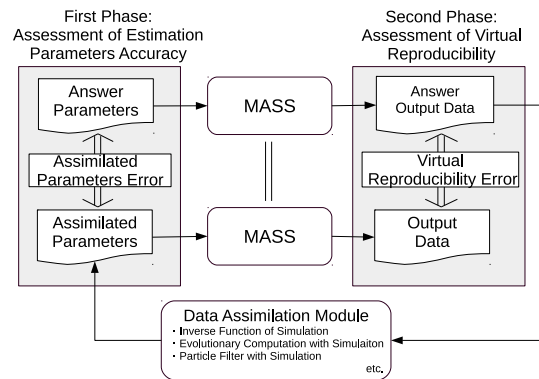 First Phase:
Assessment of Estimation
Parameters Accuracy
Second Phase:
Assessment of Virtual
Reproducibility
Answer
Parameters
MASS
Answer
Output Data
Assimilated
Parameters Error
Virtual
Reproducibility Error
Assimilated
Parameters
MASS
Output
Data
Data Assimilation Module
・Inverse Function of Simulation
・Evolutionary Computation with Simulaiton
・Particle Filter with Simulation
etc.